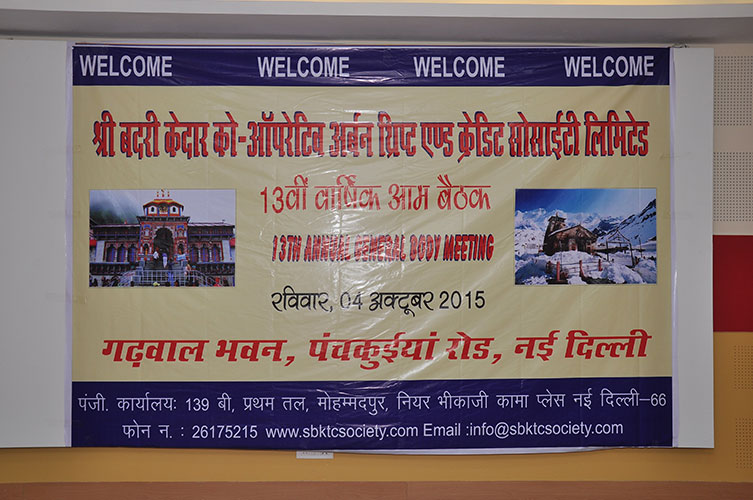 WELCOME WELCOME WELCOME WELCOME
श्री बदरी केदार को-ऑपरेटिव अर्बन थ्रिप्ट एण्ड क्रेडिट सोसाईटी लिमिटेड
13वीं वार्षिक आम बैठक
13TH ANNUAL GENERAL BODY MEETING
रविवार, 04 अक्टूबर 2015
गढ़वाल भवन, पंचकुईयां रोड, नई दिल्ली
पंजी. कार्यालय: 139 बी, प्रथम तल, मोहम्मदपुर, नियर भीकाजी कामा प्लेस नई दिल्ली-66
फोन न. : 26175215 www.sbktcsociety.com Email :info@sbktcsociety.com